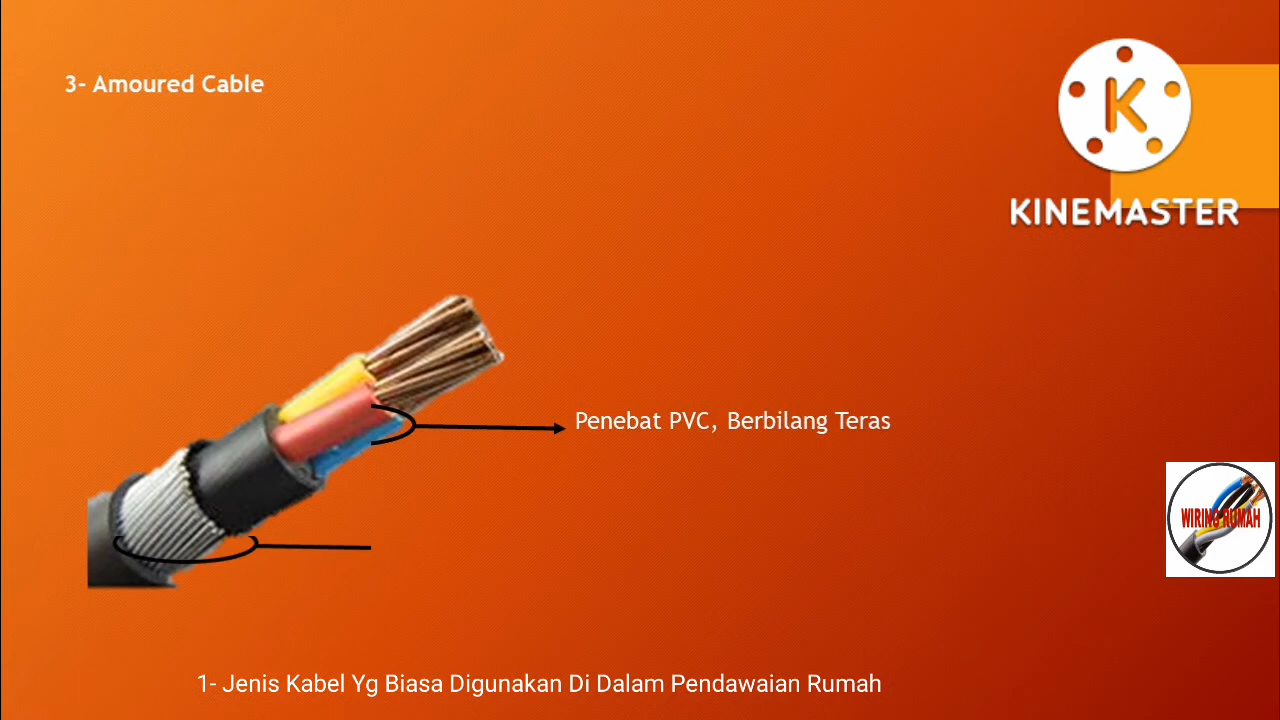 3- Amoured Cable
K
KINEMASTER
Penebat PVC, Berbilang Teras
WIRING RUMAH
1- Jenis Kabel Yg Biasa Digunakan Di Dalam Pendawaian Rumah